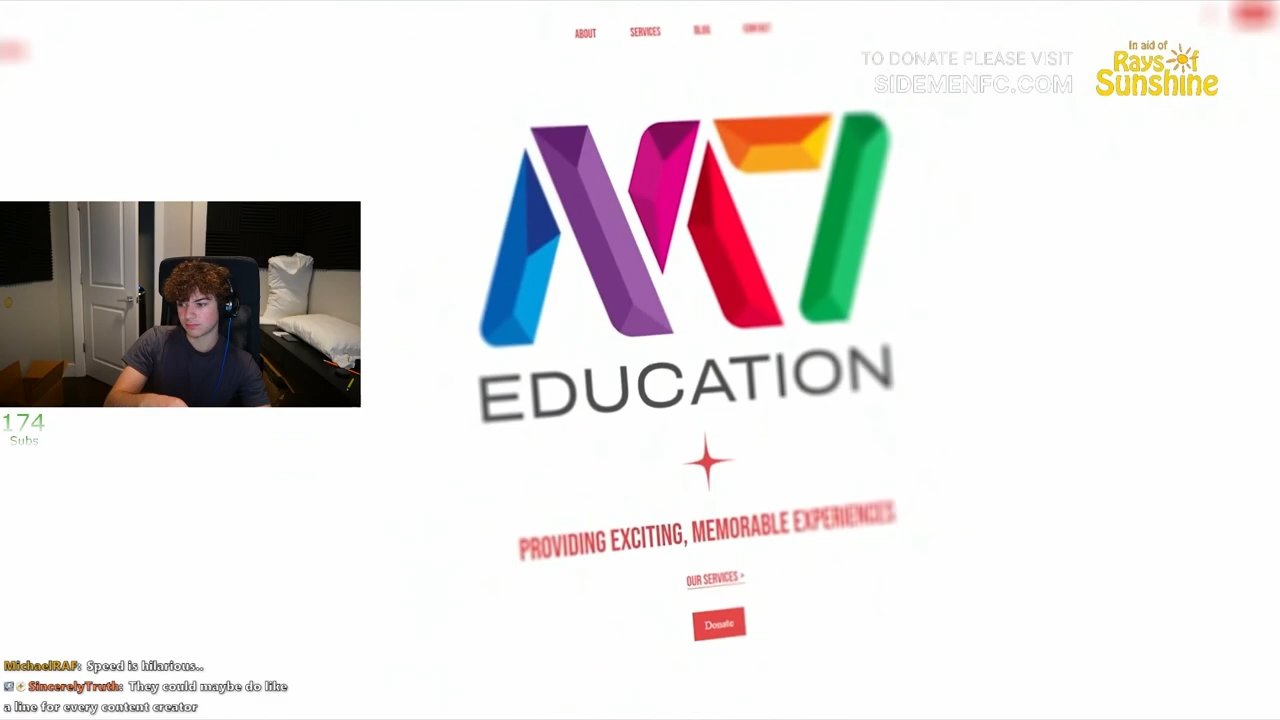 ABOUT SERVICES BLOG CONTACT
TO DONATE PLEASE VISIT
SIDEMENFC.COM
In aid of
Rays of
Sunshine
M7
EDUCATION
PROVIDING EXCITING, MEMORABLE EXPERIENCES
OUR SERVICES >
Donate
174
Subs
MichaelRAF: Speed is hilarious..
SincerelyTruth: They could maybe do like
a line for every content creator